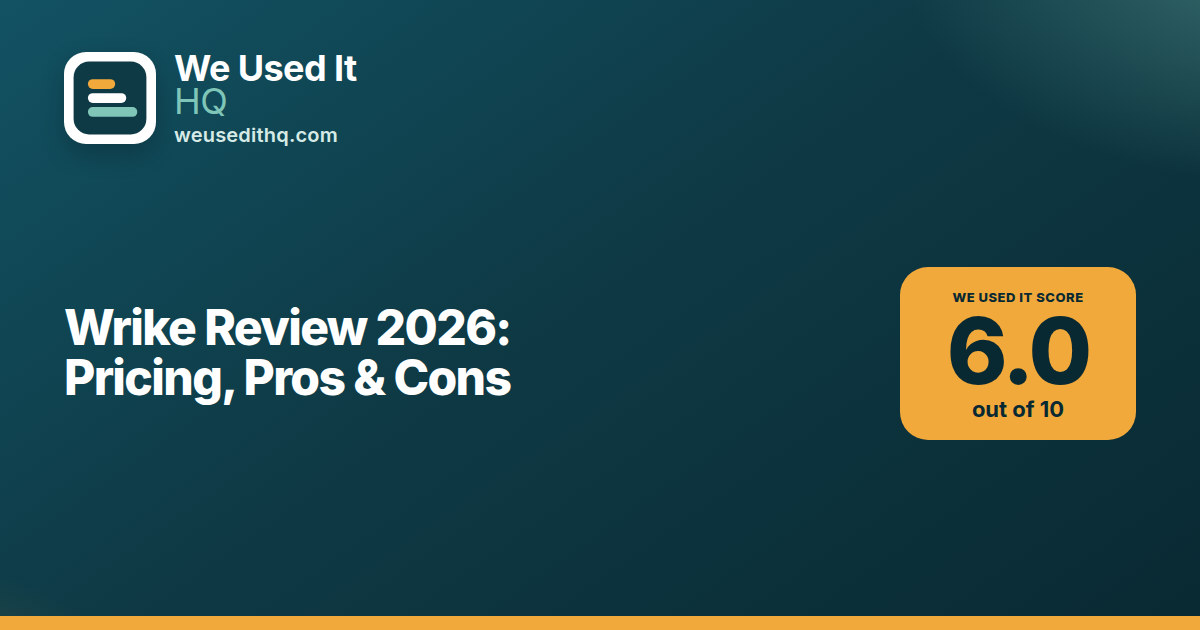 We Used It
HQ
weusedithq.com
Wrike Review 2026:
Pricing, Pros & Cons
WE USED IT SCORE
6.0
out of 10